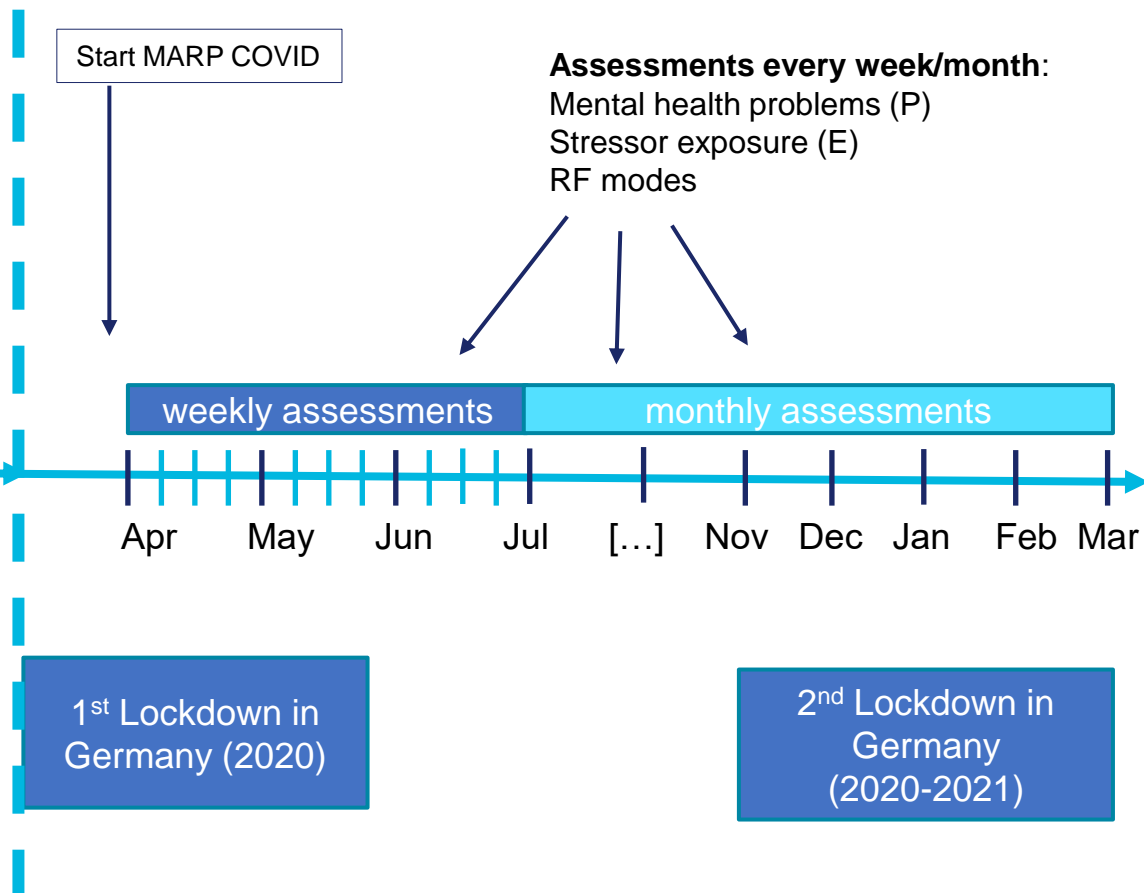 Start MARP COVID
Assessments every week/month:
Mental health problems (P)
Stressor exposure (E)
RF modes
weekly assessments
monthly assessments
Apr May Jun Jul […] Nov Dec Jan Feb Mar
1st Lockdown in
Germany (2020)
2nd Lockdown in
Germany
(2020-2021)